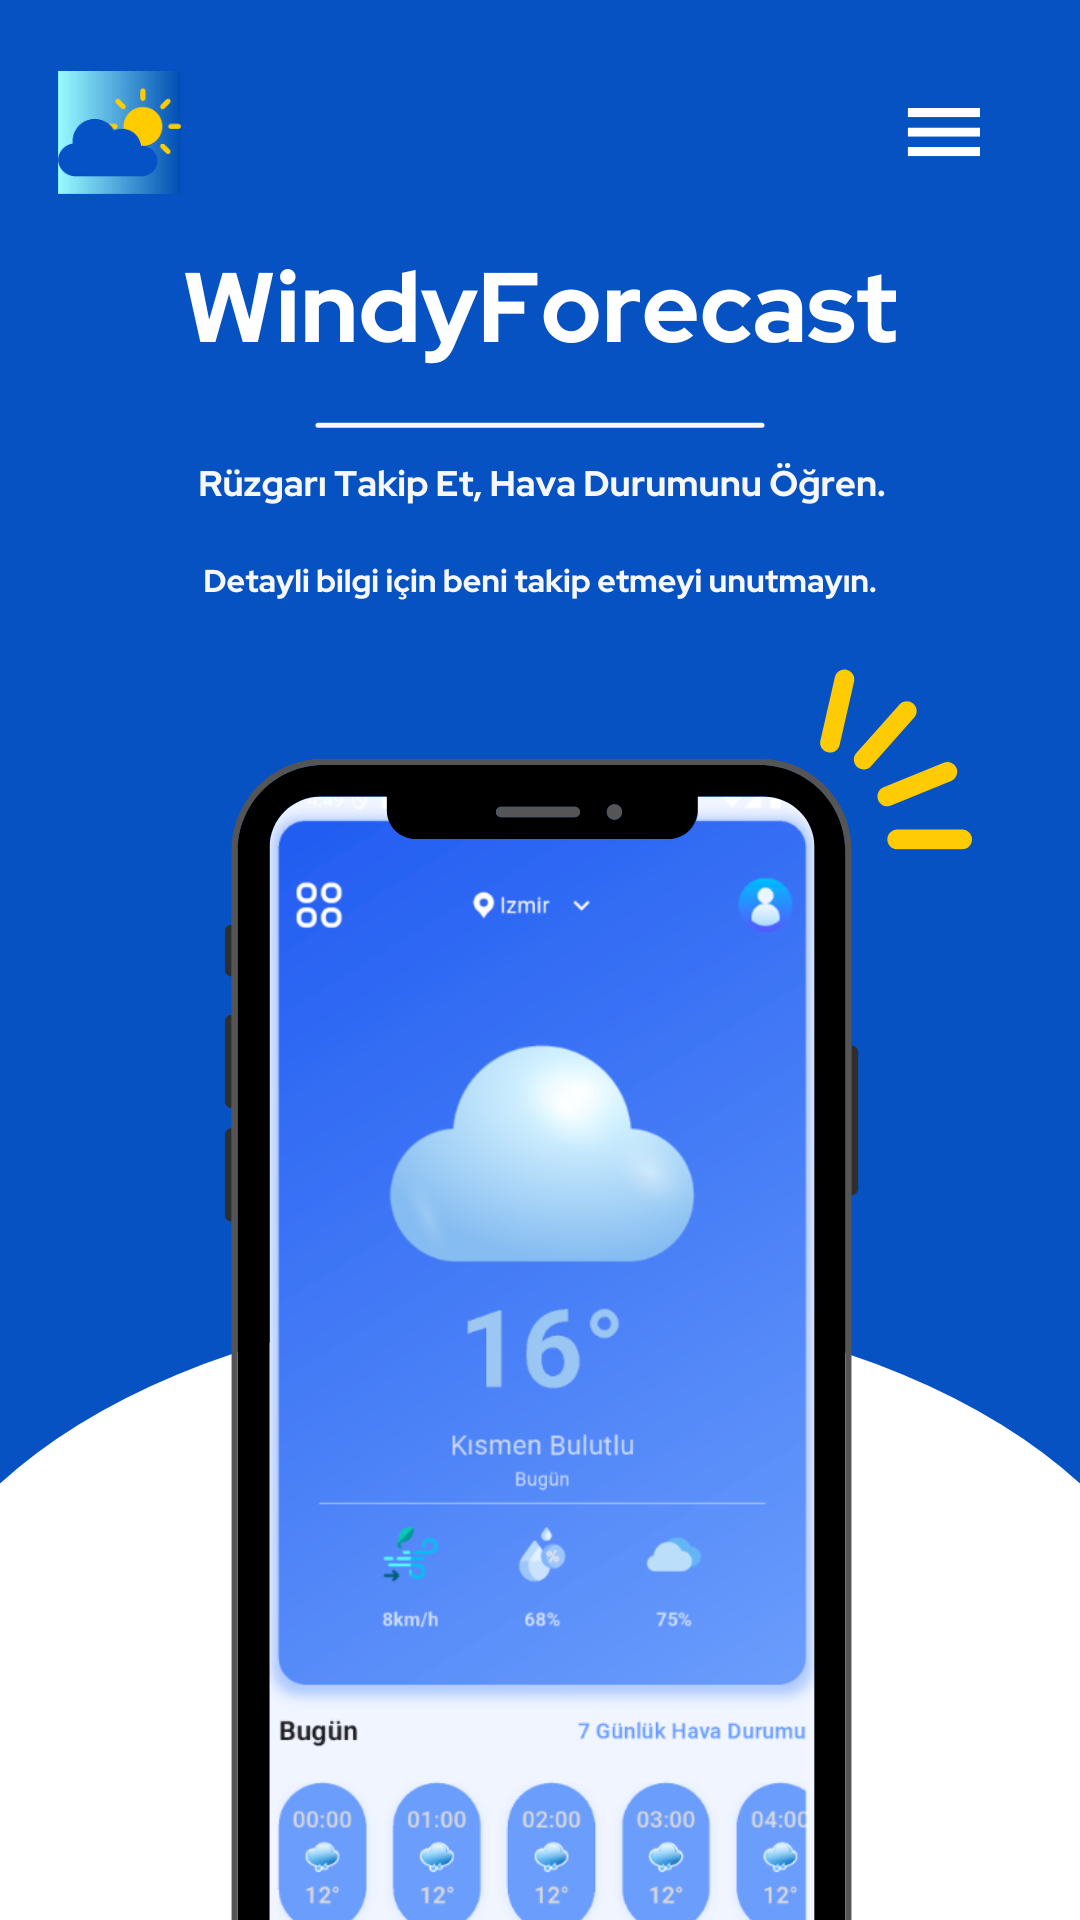 WindyForecast
Rüzgarı Takip Et, Hava Durumunu Öğren.
Detayli bilgi için beni takip etmeyi unutmayın.
Izmir
16°
Kısmen Bulutlu
Bugün
%
8km/h 68% 75%
Bugün 7 Günlük Hava Durumu
00:00 01:00 02:00 03:00 04:00
12° 12° 12° 12° 12°